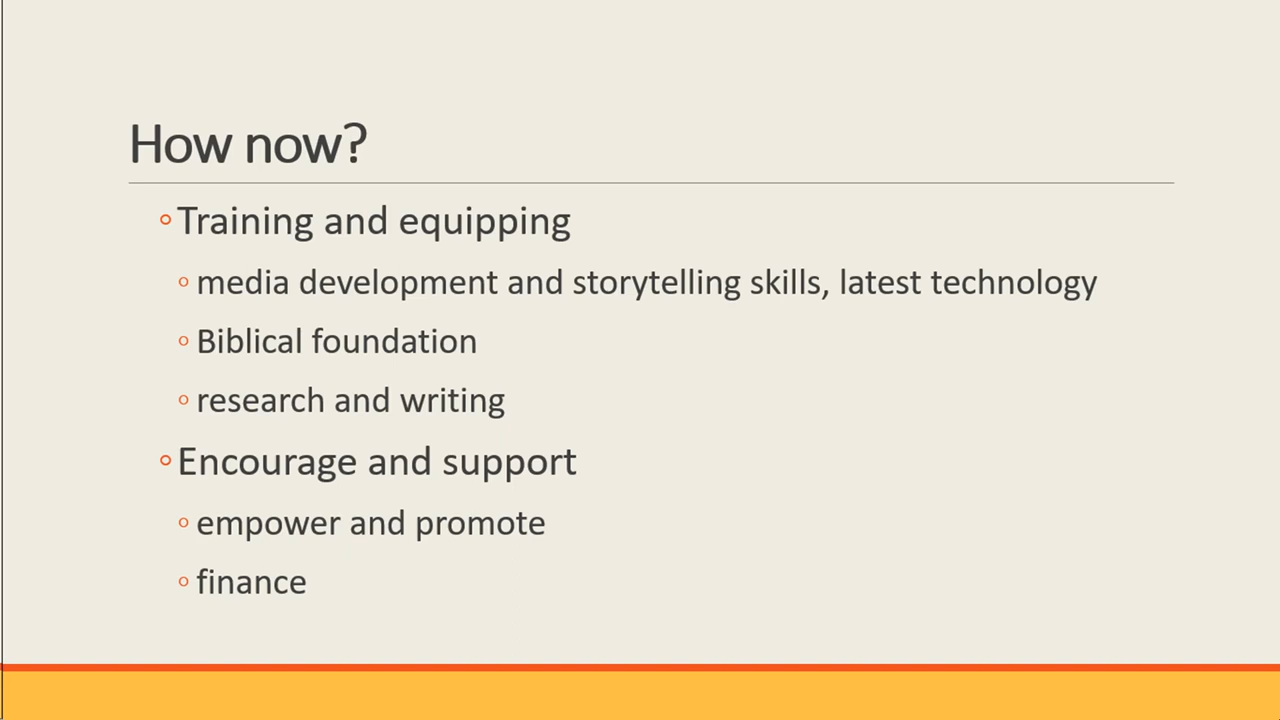 How now?
Training and equipping
media development and storytelling skills, latest technology
Biblical foundation
research and writing
Encourage and support
empower and promote
finance